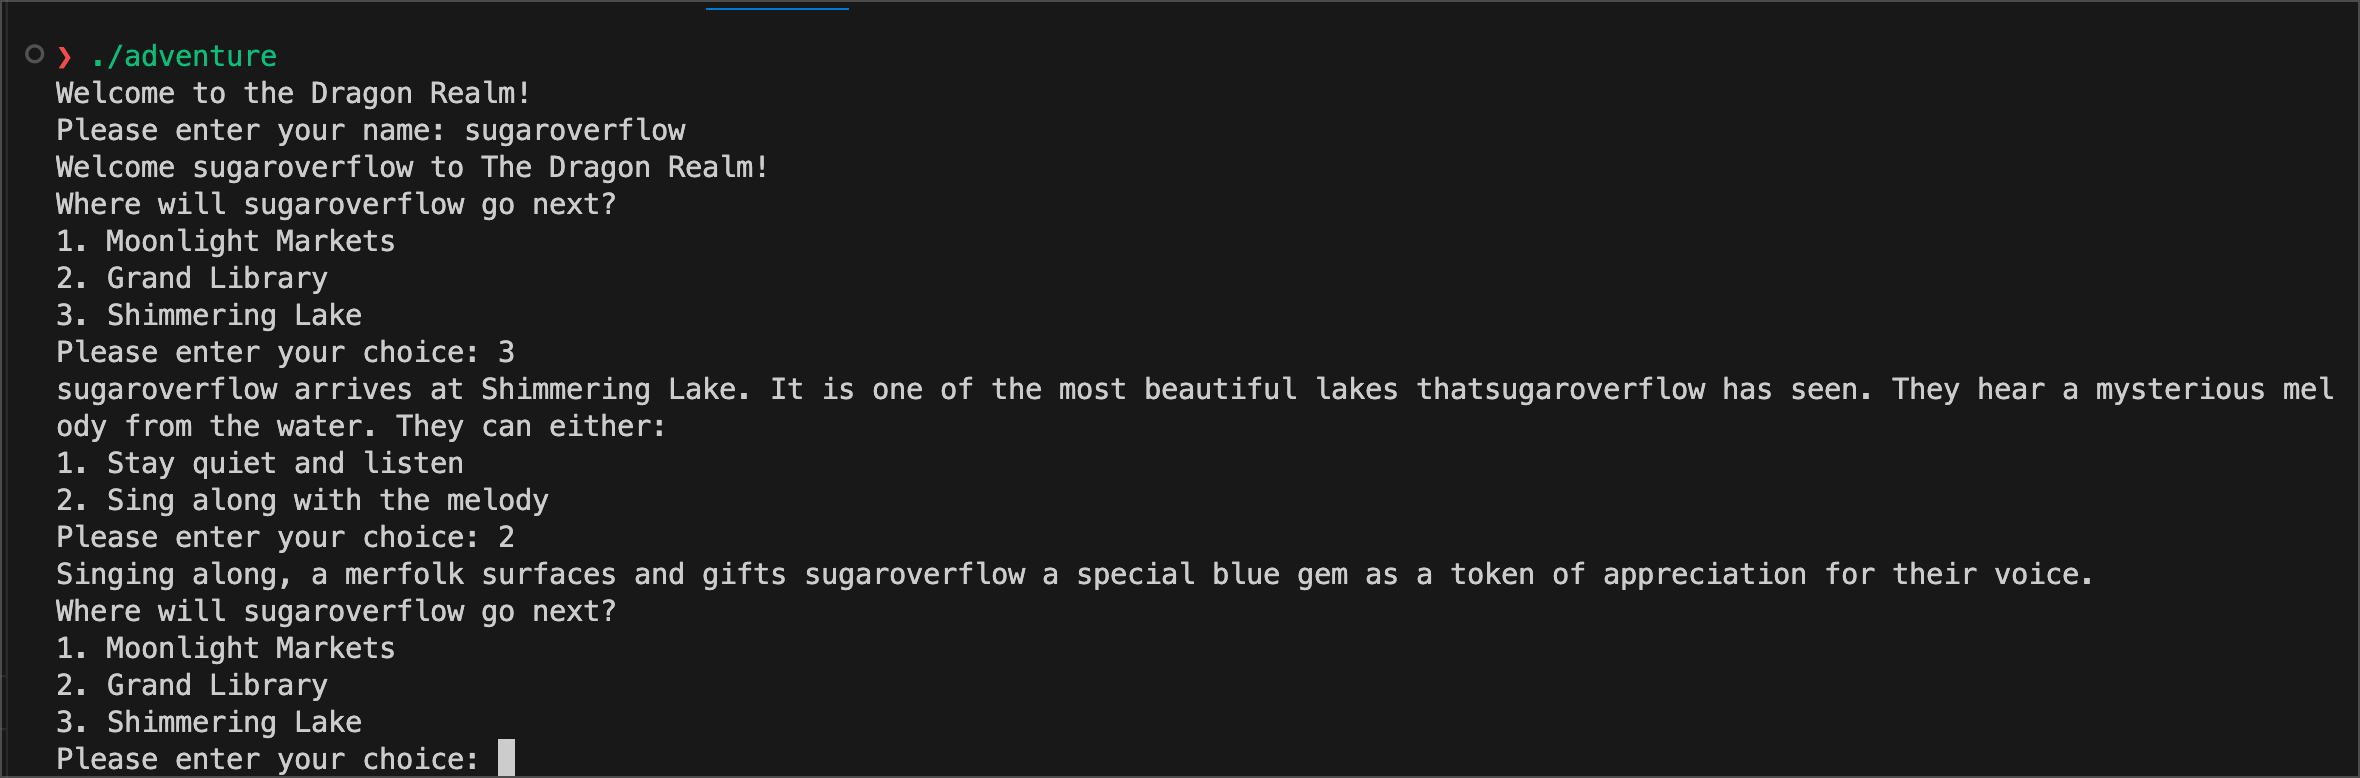 ❯ ./adventure
Welcome to the Dragon Realm!
Please enter your name: sugaroverflow
Welcome sugaroverflow to The Dragon Realm!
Where will sugaroverflow go next?
1. Moonlight Markets
2. Grand Library
3. Shimmering Lake
Please enter your choice: 3
sugaroverflow arrives at Shimmering Lake. It is one of the most beautiful lakes thatsugaroverflow has seen. They hear a mysterious mel
ody from the water. They can either:
1. Stay quiet and listen
2. Sing along with the melody
Please enter your choice: 2
Singing along, a merfolk surfaces and gifts sugaroverflow a special blue gem as a token of appreciation for their voice.
Where will sugaroverflow go next?
1. Moonlight Markets
2. Grand Library
3. Shimmering Lake
Please enter your choice: